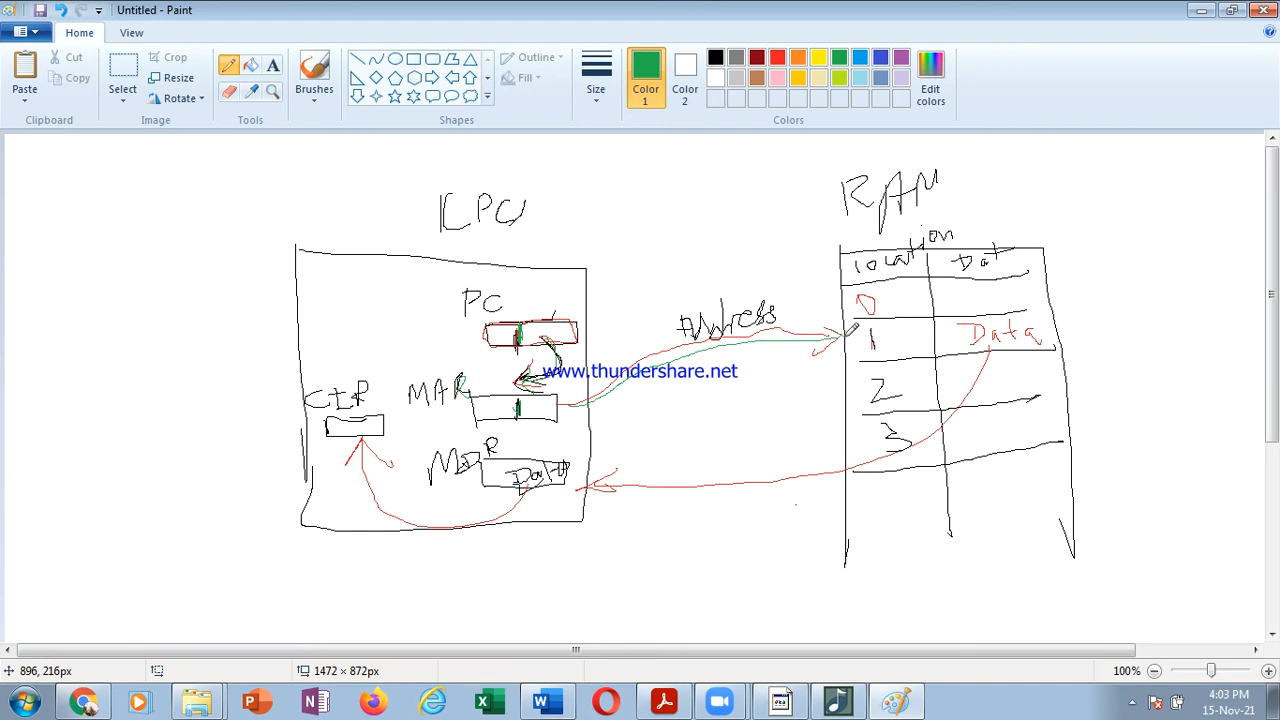 Untitled - Paint
Home
View
Paste
Cut
Copy
Clipboard
Select
Crop
Resize
Rotate
Image
Tools
Brushes
Shapes
Outline
Fill
Size
Color 1
Color 2
Edit colors
Colors
CPU
RAM
location
Dat
PC
0
Address
1
Data
www.thundershare.net
MAR
2
CIR
3
MDR
Data
896, 216px
1472 × 872px
100%
4:03 PM
15-Nov-21